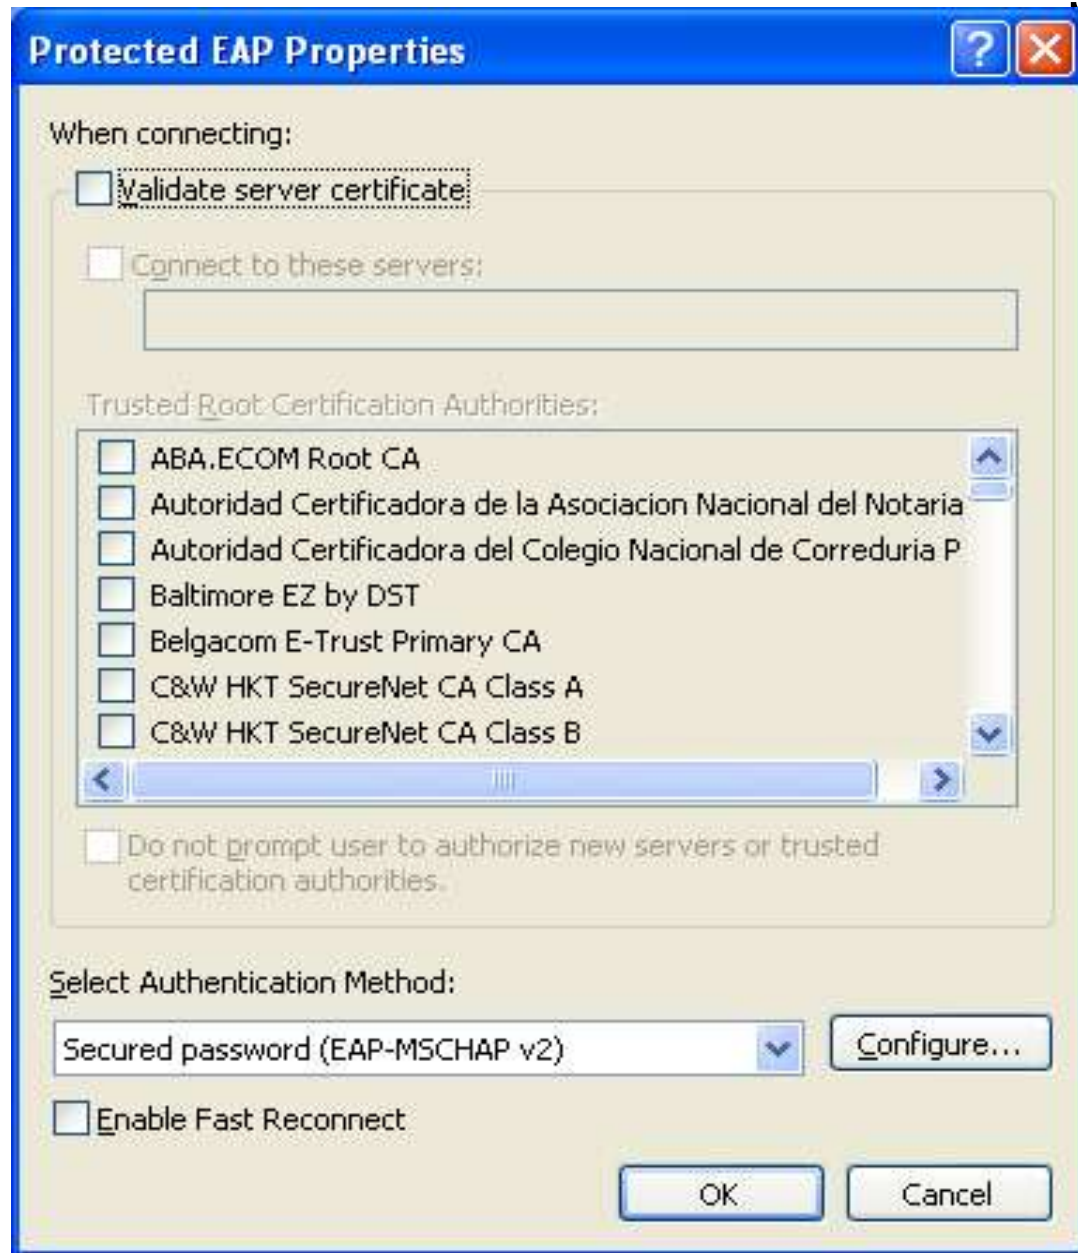 Protected EAP Properties
When connecting:
Validate server certificate
Connect to these servers:
Trusted Root Certification Authorities:
ABA.ECOM Root CA
Autoridad Certificadora de la Asociacion Nacional del Notaria
Autoridad Certificadora del Colegio Nacional de Correduria P
Baltimore EZ by DST
Belgacom E-Trust Primary CA
C&W HKT SecureNet CA Class A
C&W HKT SecureNet CA Class B
Do not prompt user to authorize new servers or trusted
certification authorities.
Select Authentication Method:
Secured password (EAP-MSCHAP v2)
Configure...
Enable Fast Reconnect
OK
Cancel